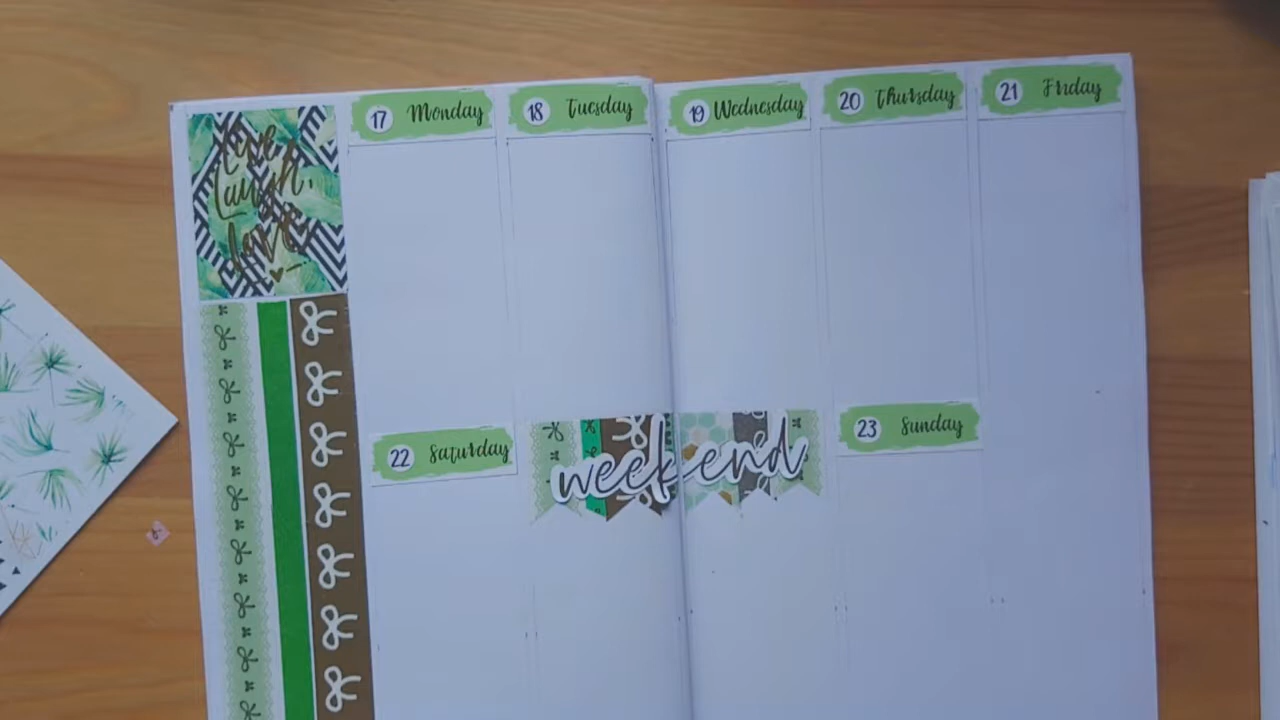 Live
Laugh,
love
17 Monday
18 Tuesday
19 Wednesday
20 Thursday
21 Friday
22 Saturday
weekend
23 Sunday